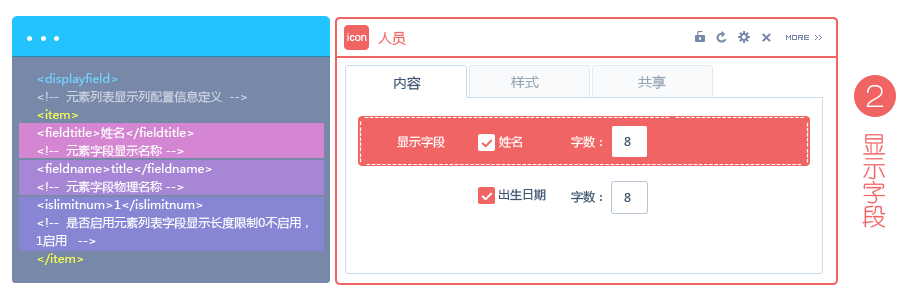 <displayfield>
<!-- 元素列表显示列配置信息定义 -->
<item>
<fieldtitle>姓名</fieldtitle>
<!-- 元素字段显示名称 -->
<fieldname>title</fieldname>
<!-- 元素字段物理名称 -->
<islimitnum>1</islimitnum>
<!-- 是否启用元素列表字段显示长度限制0不启用，
1启用 -->
</item>
icon 人员 MORE >>
内容 样式 共享
显示字段 姓名 字数： 8
出生日期 字数： 8
2
显示字段